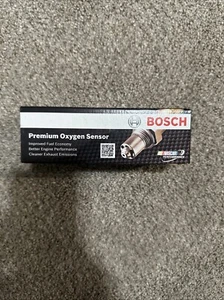 BOSCH
Premium Oxygen Sensor
Improved Fuel Economy
Better Engine Performance
Cleaner Exhaust Emissions